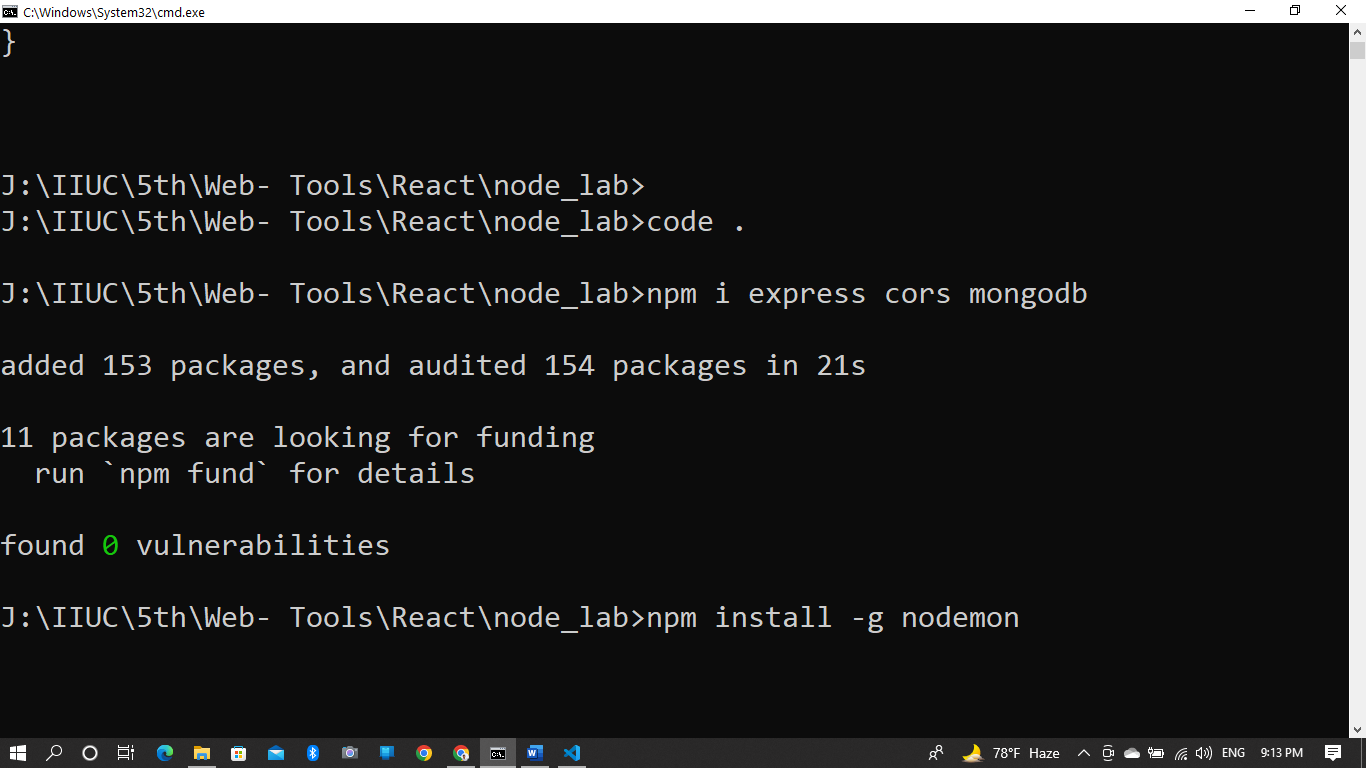 C:\Windows\System32\cmd.exe
}
J:\IIUC\5th\Web- Tools\React\node_lab>
J:\IIUC\5th\Web- Tools\React\node_lab>code .
J:\IIUC\5th\Web- Tools\React\node_lab>npm i express cors mongodb
added 153 packages, and audited 154 packages in 21s
11 packages are looking for funding
  run `npm fund` for details
found 0 vulnerabilities
J:\IIUC\5th\Web- Tools\React\node_lab>npm install -g nodemon
78°F Haze ENG 9:13 PM